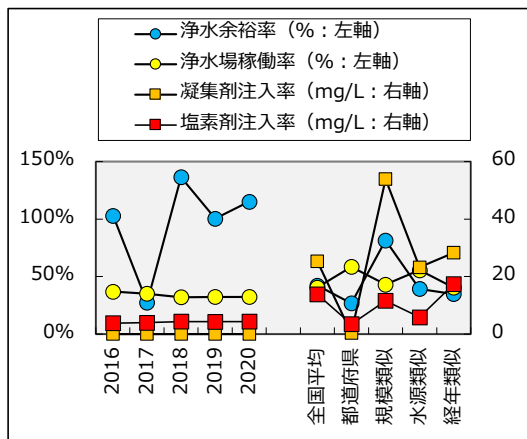 浄水余裕率（%：左軸）
浄水場稼働率（%：左軸）
凝集剤注入率（mg/L：右軸）
塩素剤注入率（mg/L：右軸）
150%
100%
50%
0%
60
40
20
0
2016
2017
2018
2019
2020
全国平均
都道府県
規模類似
水源類似
経年類似